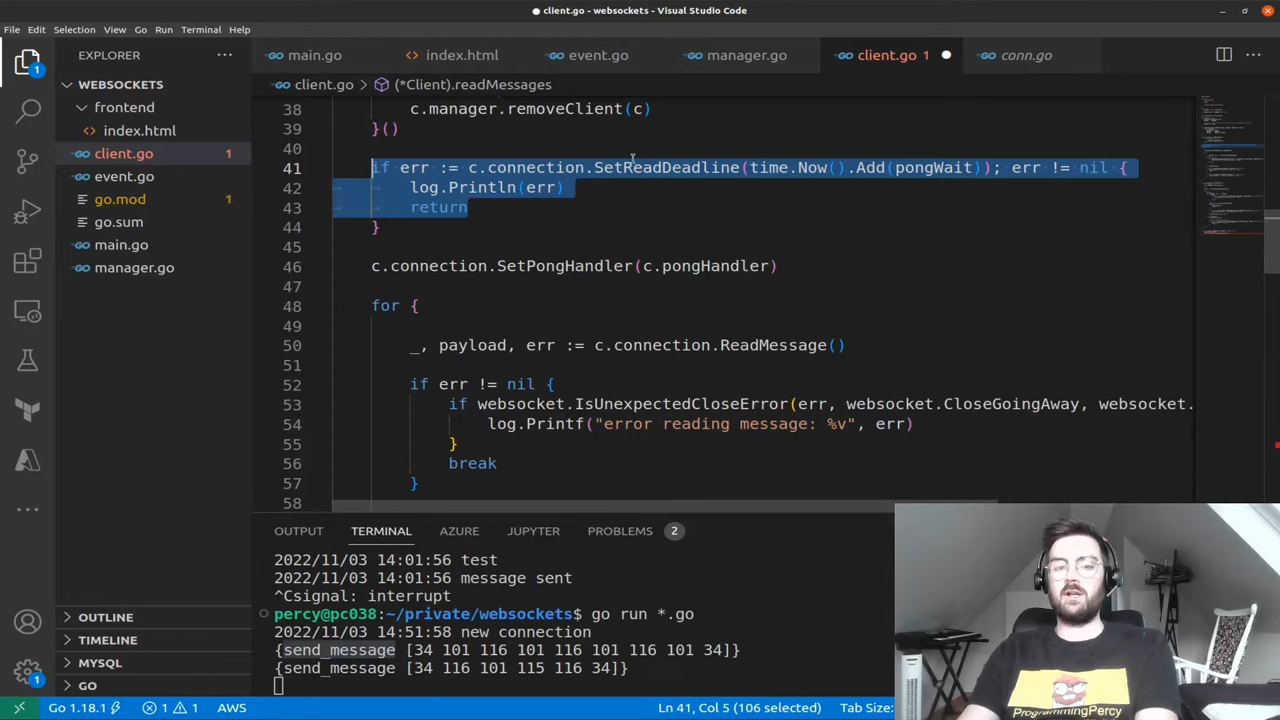 client.go - websockets - Visual Studio Code
File Edit Selection View Go Run Terminal Help
EXPLORER
main.go
index.html
event.go
manager.go
client.go 1
conn.go
WEBSOCKETS
frontend
index.html
client.go 1
event.go
go.mod 1
go.sum
main.go
manager.go
OUTLINE
TIMELINE
MYSQL
GO
client.go > (*Client).readMessages
38 c.manager.removeClient(c)
39 }()
40
41 if err := c.connection.SetReadDeadline(time.Now().Add(pongWait)); err != nil {
42 log.Println(err)
43 return
44 }
45
46 c.connection.SetPongHandler(c.pongHandler)
47
48 for {
49
50 _, payload, err := c.connection.ReadMessage()
51
52 if err != nil {
53 if websocket.IsUnexpectedCloseError(err, websocket.CloseGoingAway, websocket.
54 log.Printf("error reading message: %v", err)
55 }
56 break
57 }
58
OUTPUT TERMINAL AZURE JUPYTER PROBLEMS 2
2022/11/03 14:01:56 test
2022/11/03 14:01:56 message sent
^Csignal: interrupt
percy@pc038:~/private/websockets$ go run *.go
2022/11/03 14:51:58 new connection
{send_message [34 101 116 101 116 101 116 101 34]}
{send_message [34 116 101 115 116 34]}
1
1
ProgrammingPercy
Go 1.18.1 1 1 AWS Ln 41, Col 5 (106 selected) Tab Size: